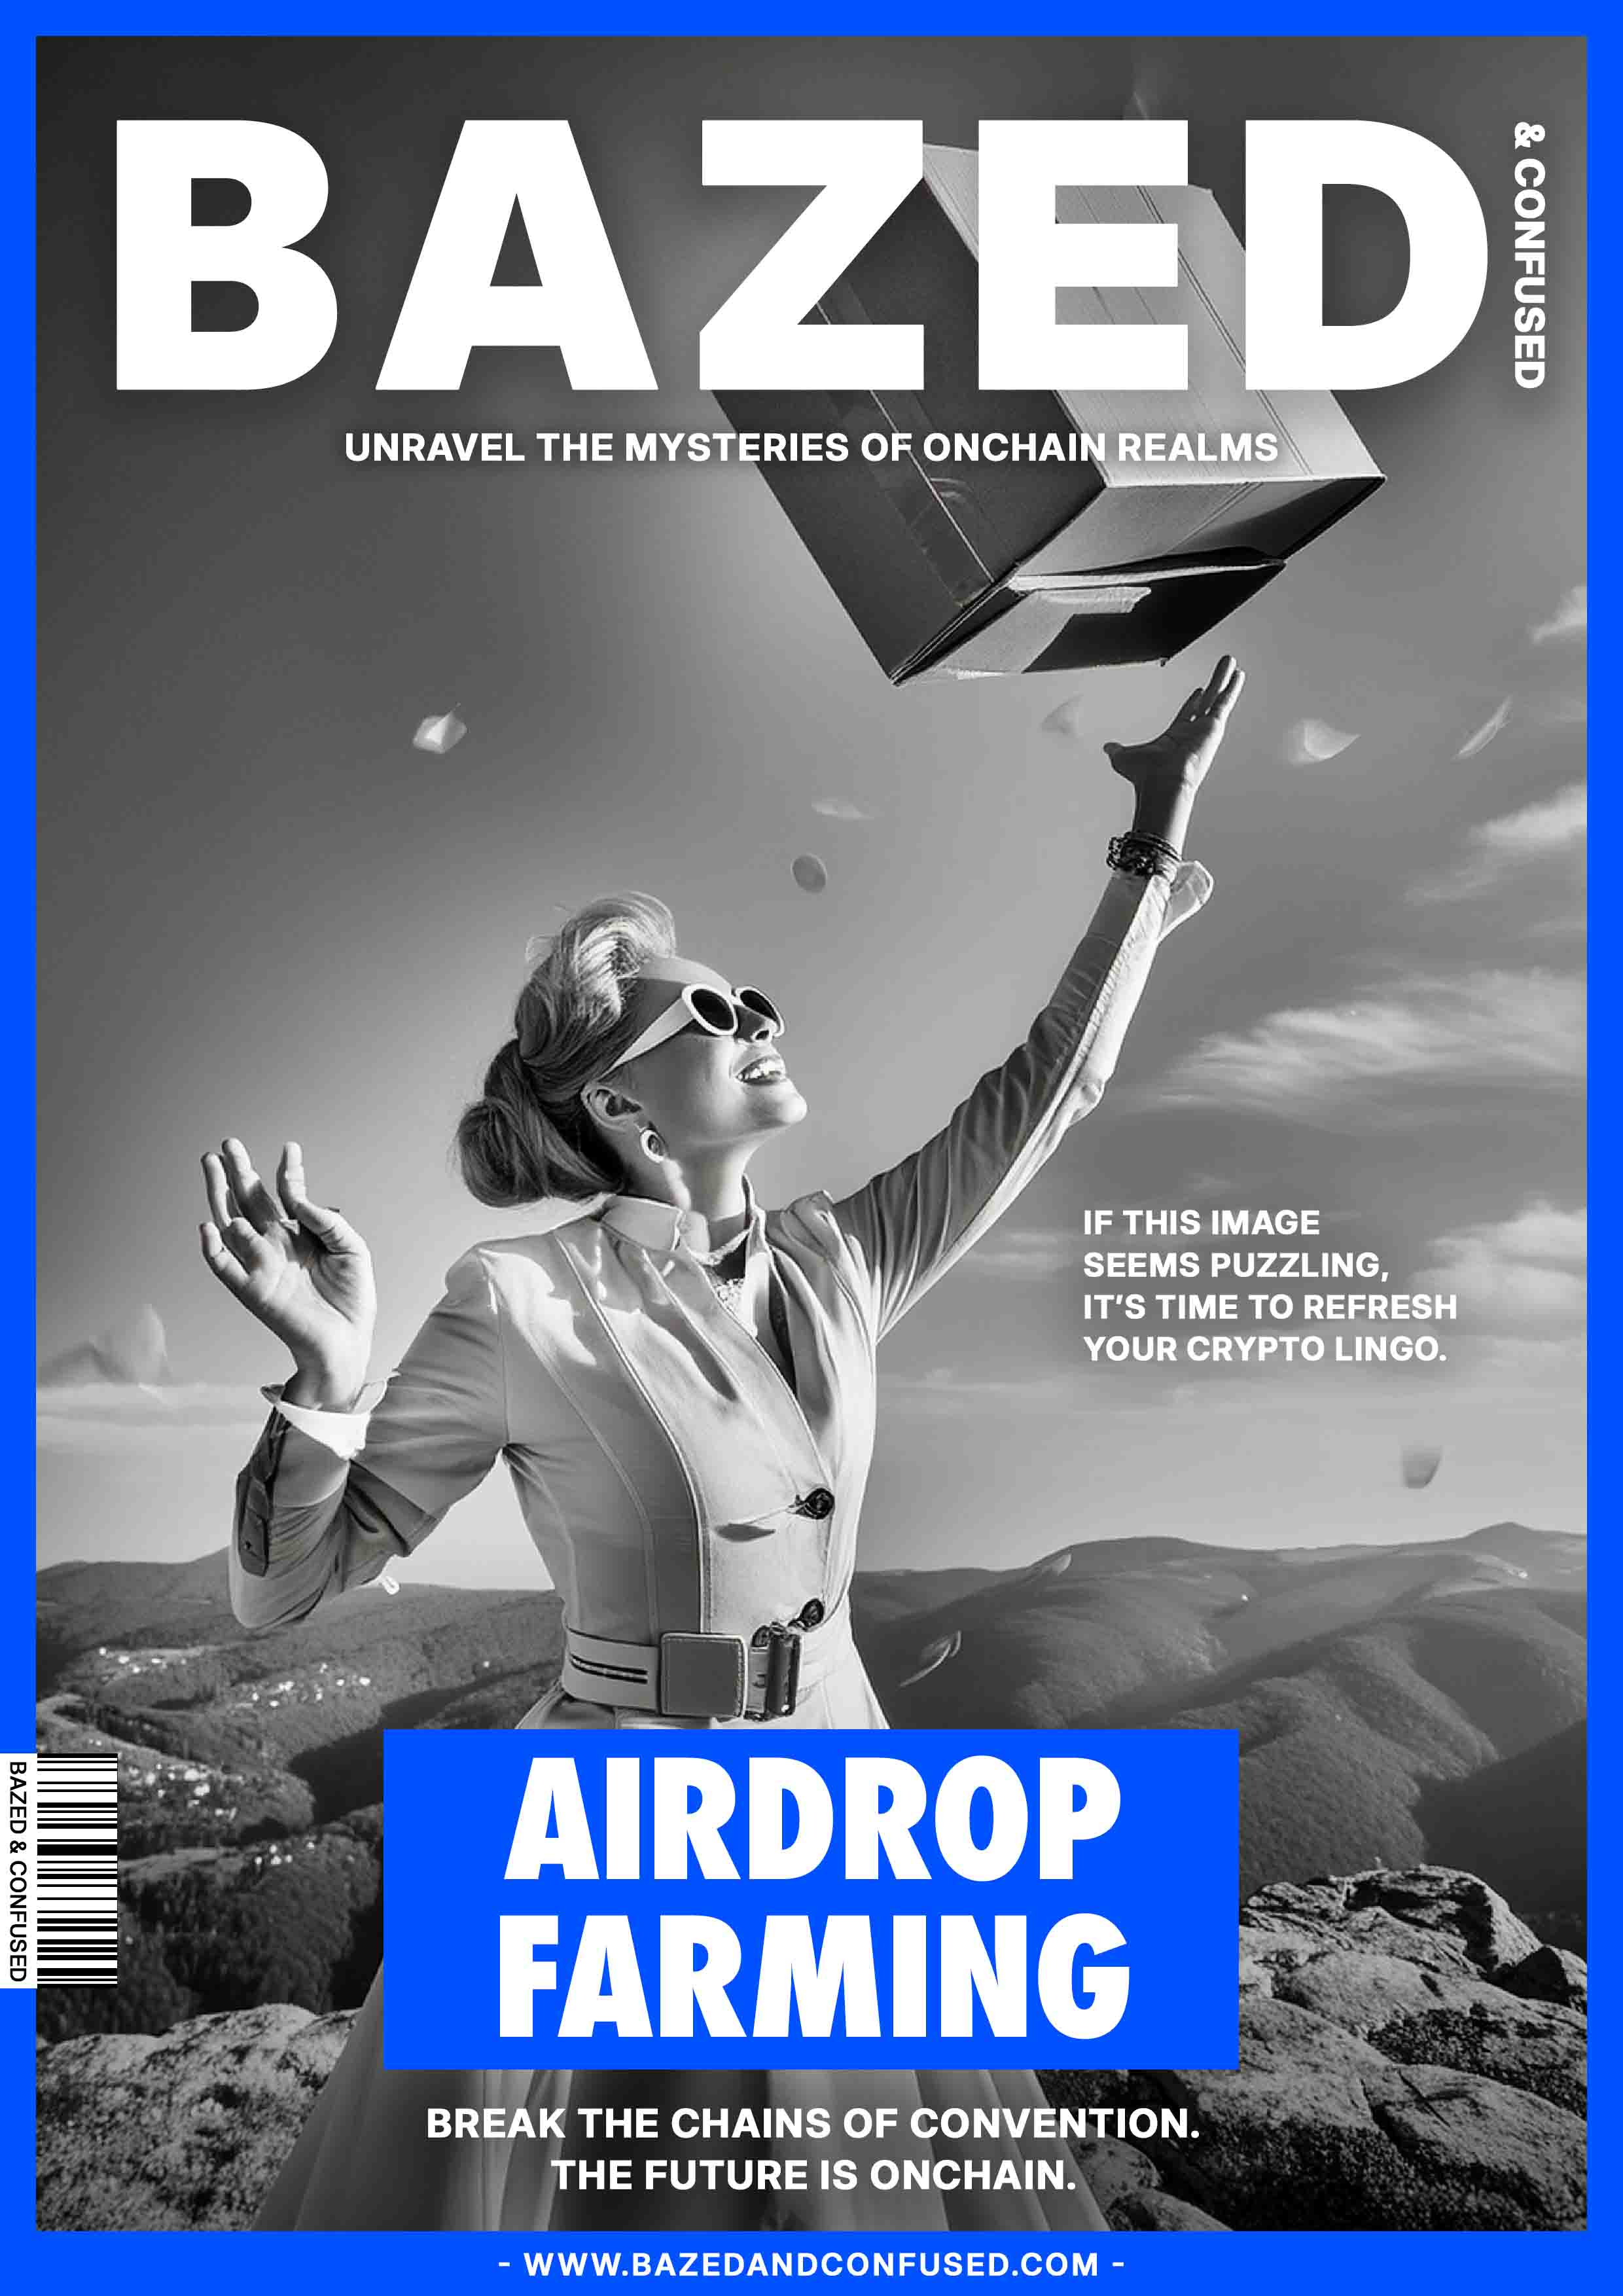 BAZED
& CONFUSED
UNRAVEL THE MYSTERIES OF ONCHAIN REALMS
IF THIS IMAGE
SEEMS PUZZLING,
IT’S TIME TO REFRESH
YOUR CRYPTO LINGO.
BAZED & CONFUSED
AIRDROP
FARMING
BREAK THE CHAINS OF CONVENTION.
THE FUTURE IS ONCHAIN.
- WWW.BAZEDANDCONFUSED.COM -